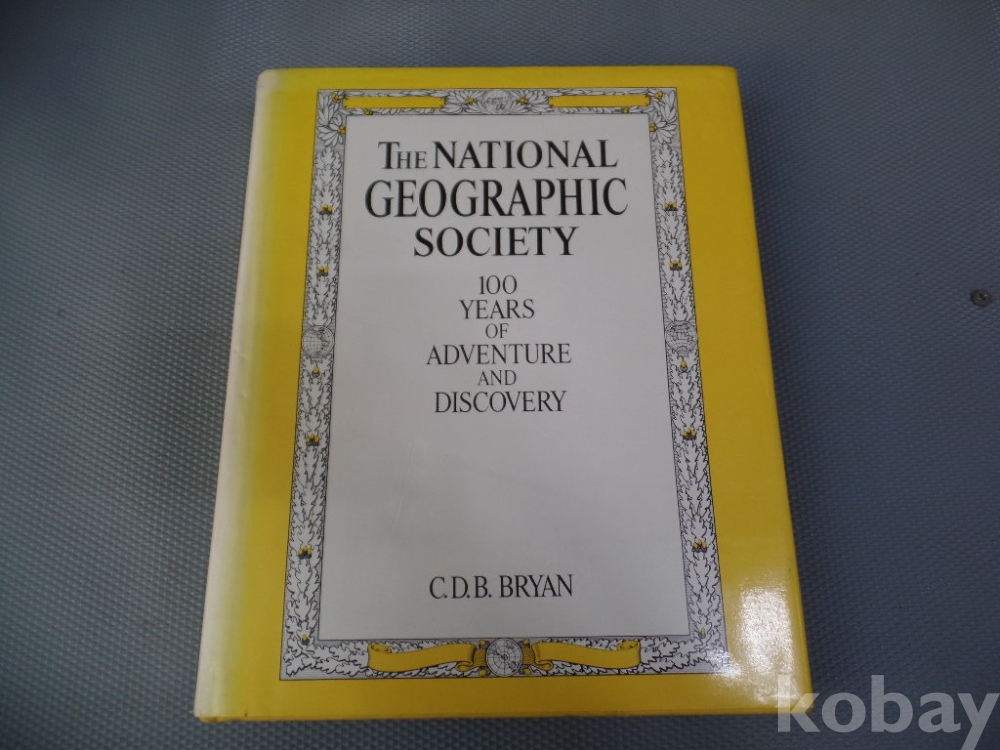 THE NATIONAL
GEOGRAPHIC
SOCIETY
100
YEARS
OF
ADVENTURE
AND
DISCOVERY
C.D.B. BRYAN
kobay